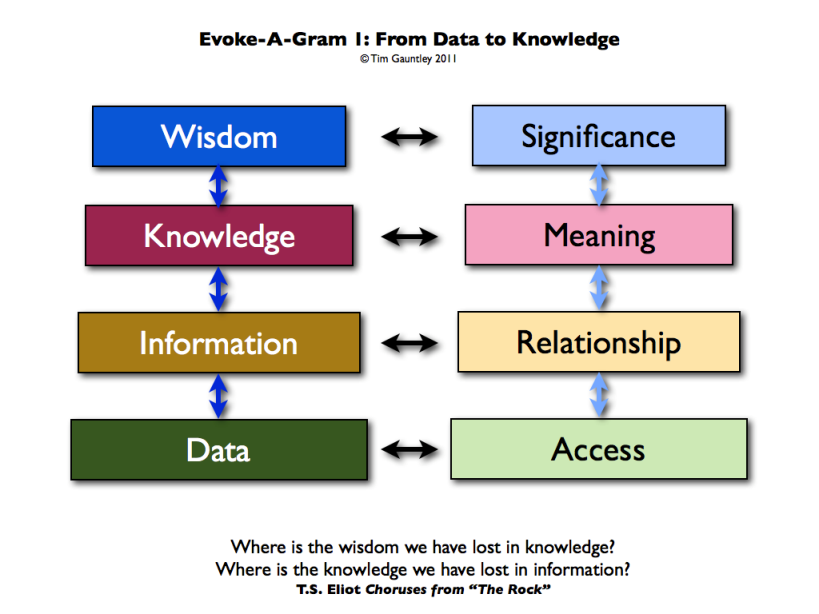 Evoke-A-Gram 1: From Data to Knowledge
©Tim Gauntley 2011
Wisdom Significance
Knowledge Meaning
Information Relationship
Data Access
Where is the wisdom we have lost in knowledge?
Where is the knowledge we have lost in information?
T.S. Eliot Choruses from “The Rock”